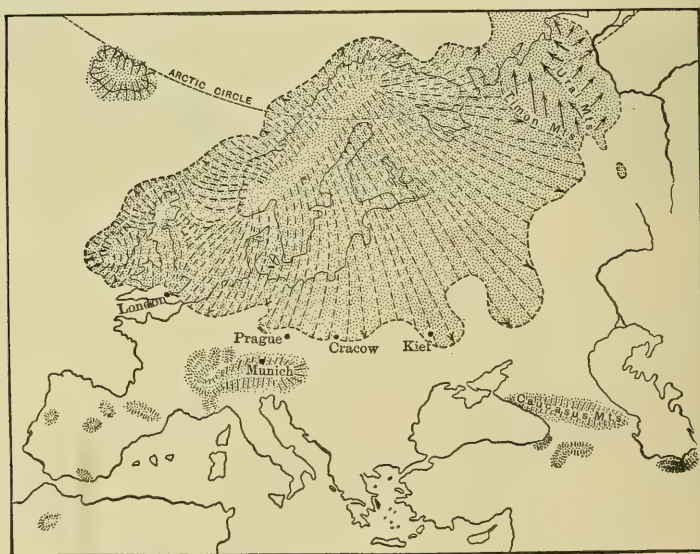 ARCTIC CIRCLE
Ural Mts
Timon Mts
London
Prague
Cracow
Kief
Munich
Caucasus Mts